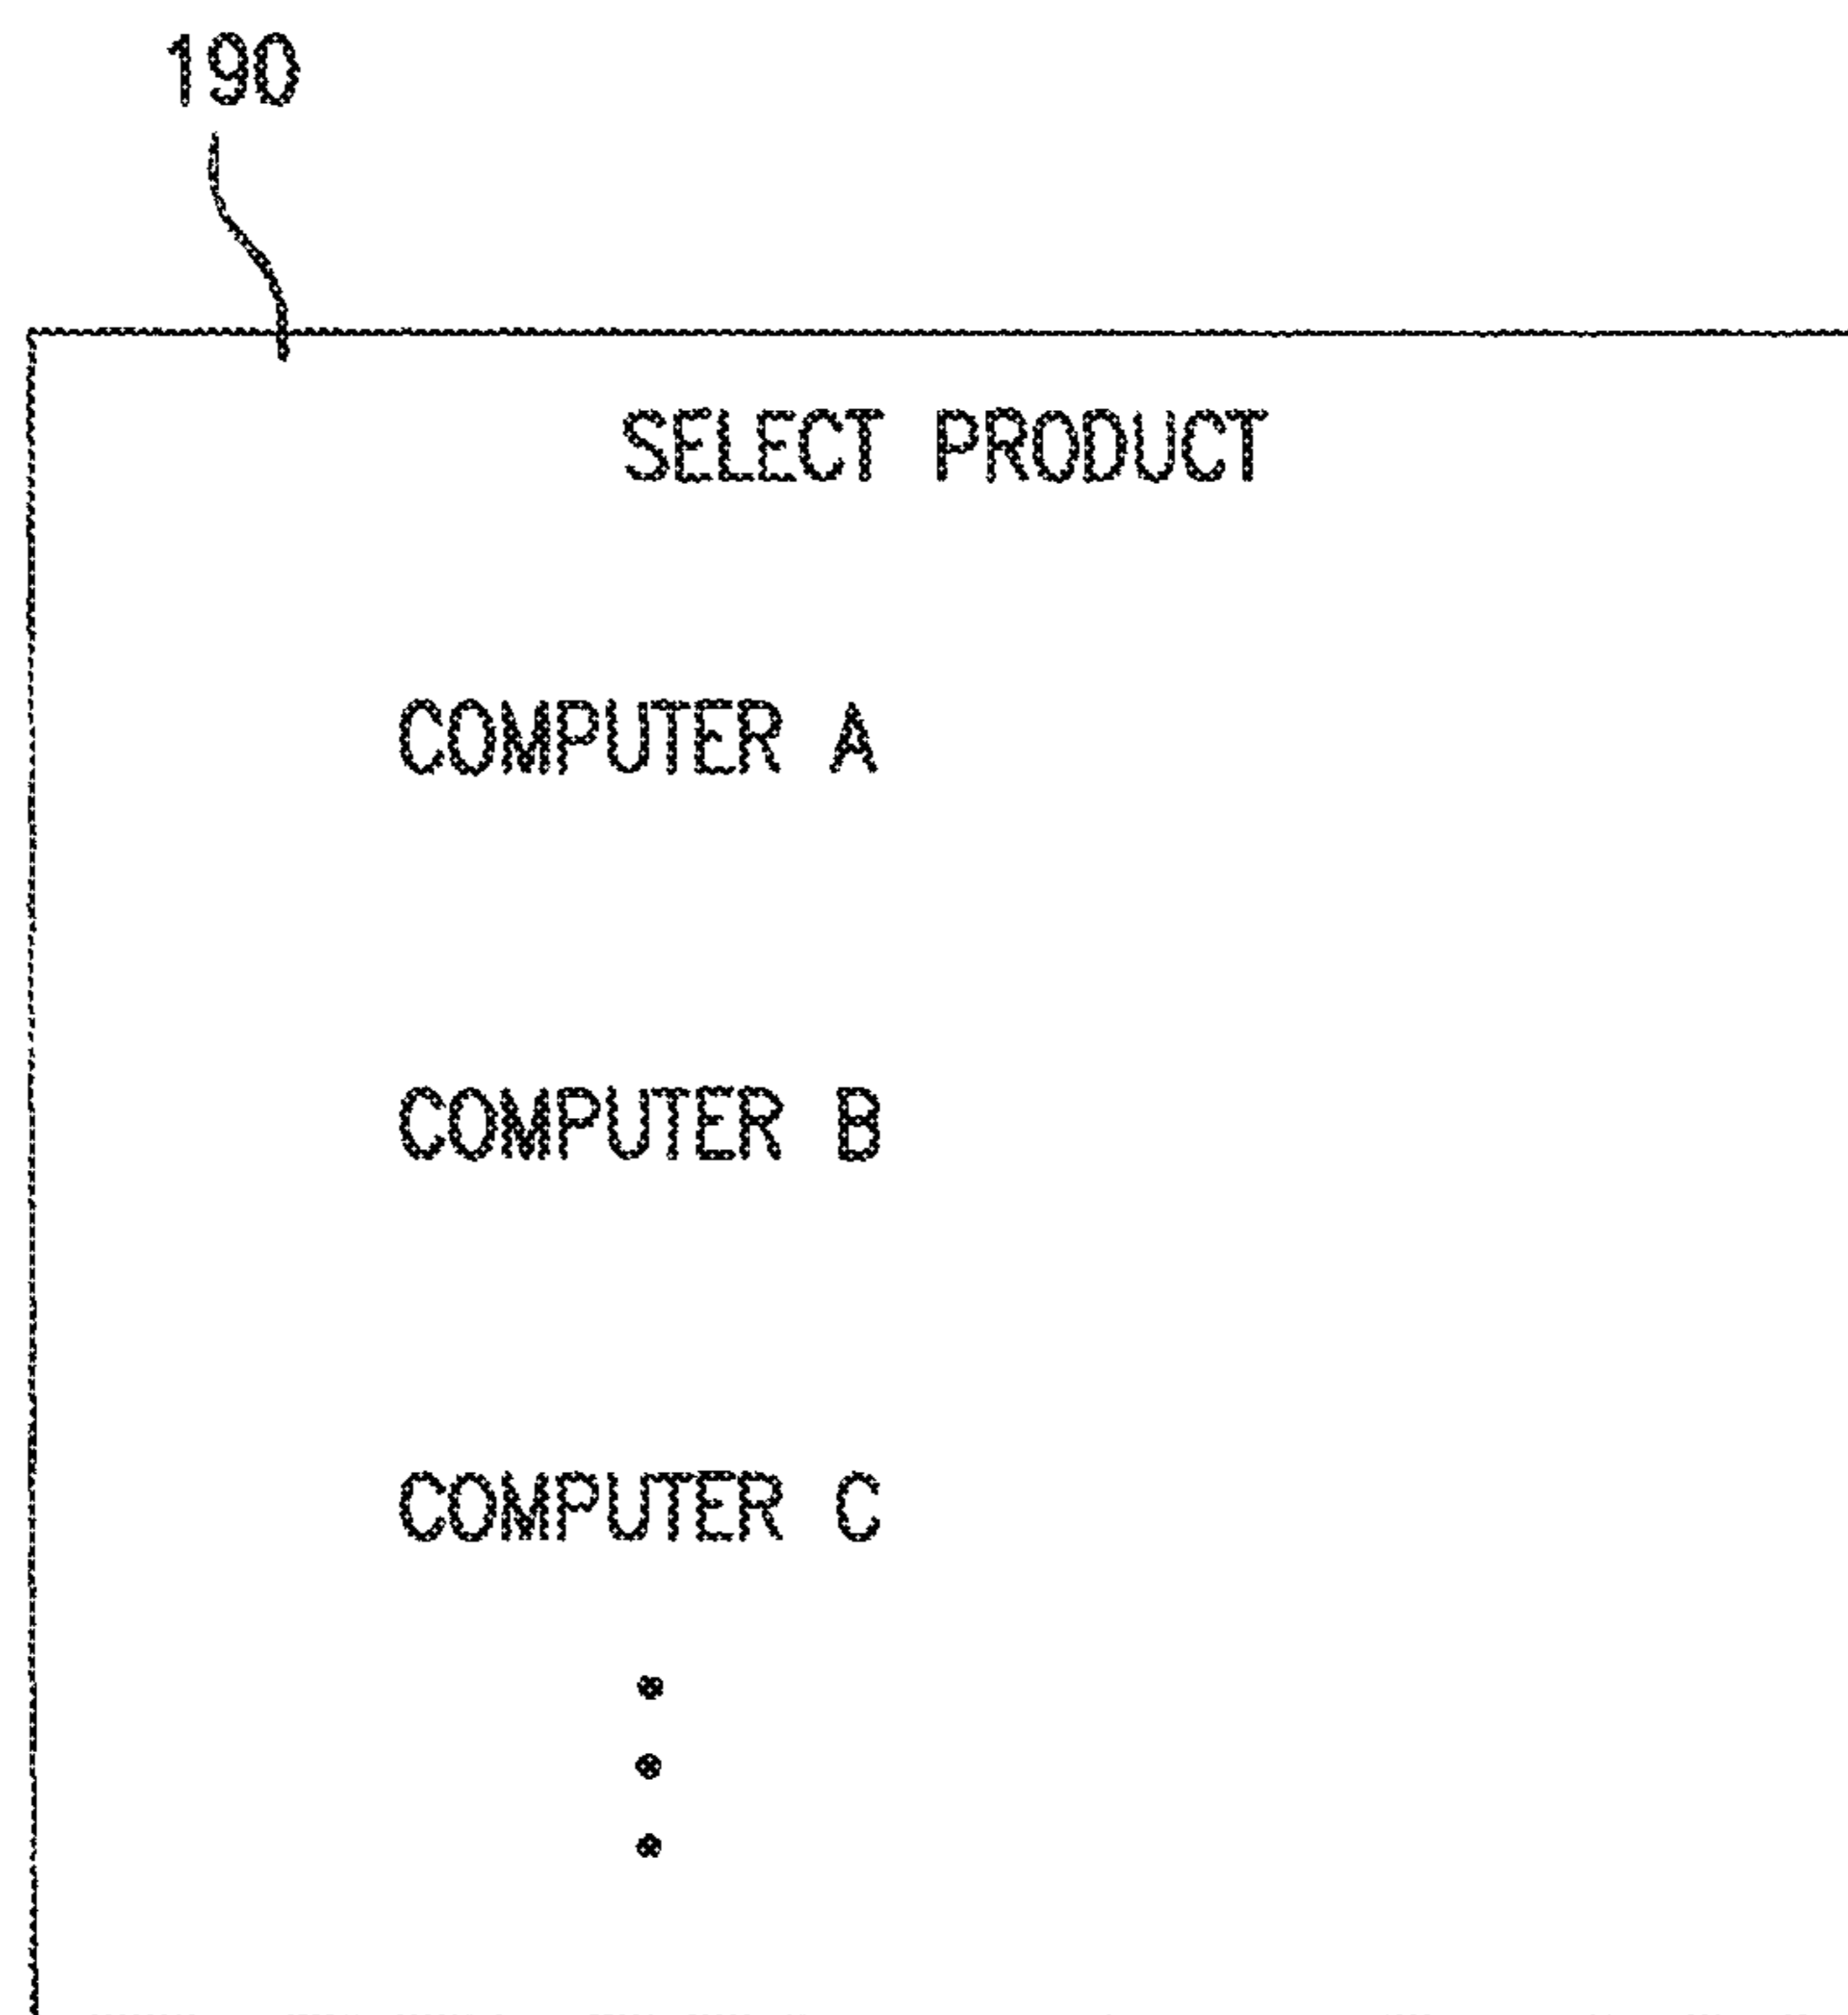 190
SELECT PRODUCT
COMPUTER A
COMPUTER B
COMPUTER C